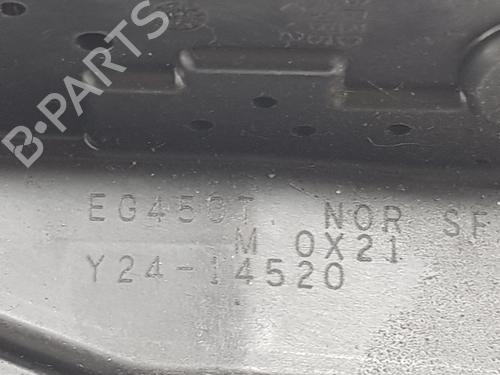 B-PARTS
EG450T NOR SF
M 0X21
Y24-14520